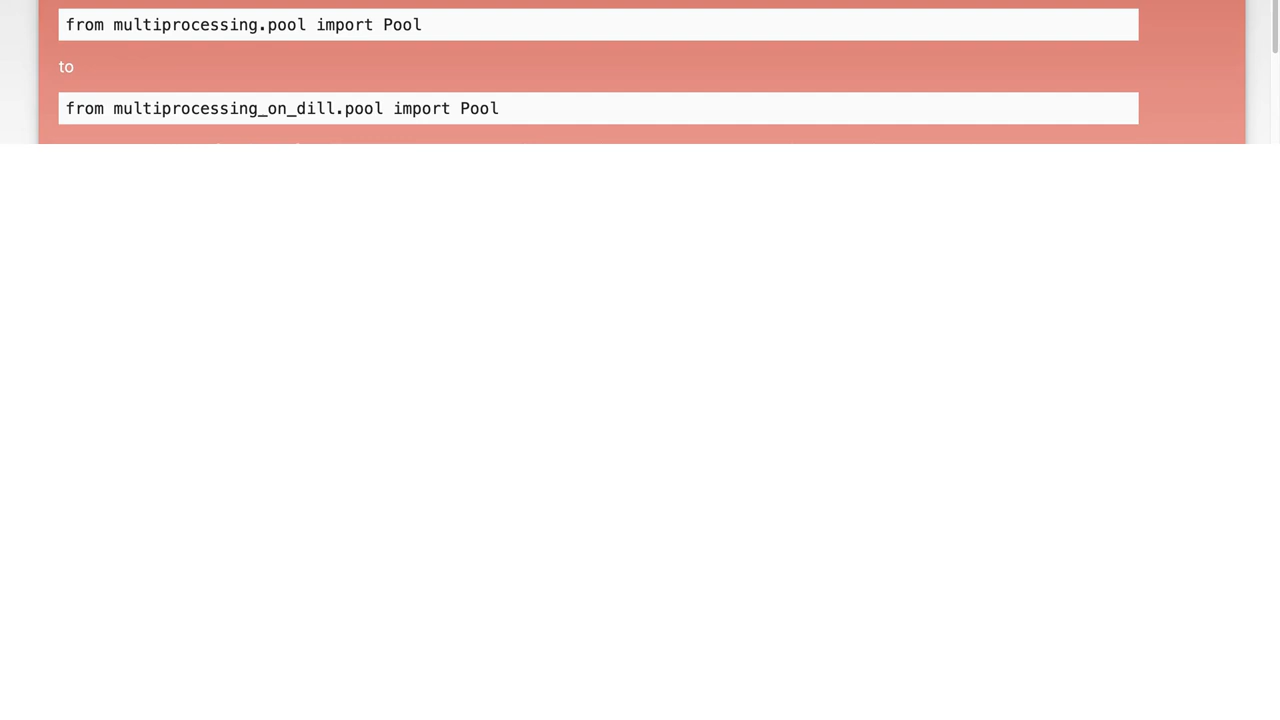 from multiprocessing.pool import Pool
to
from multiprocessing_on_dill.pool import Pool